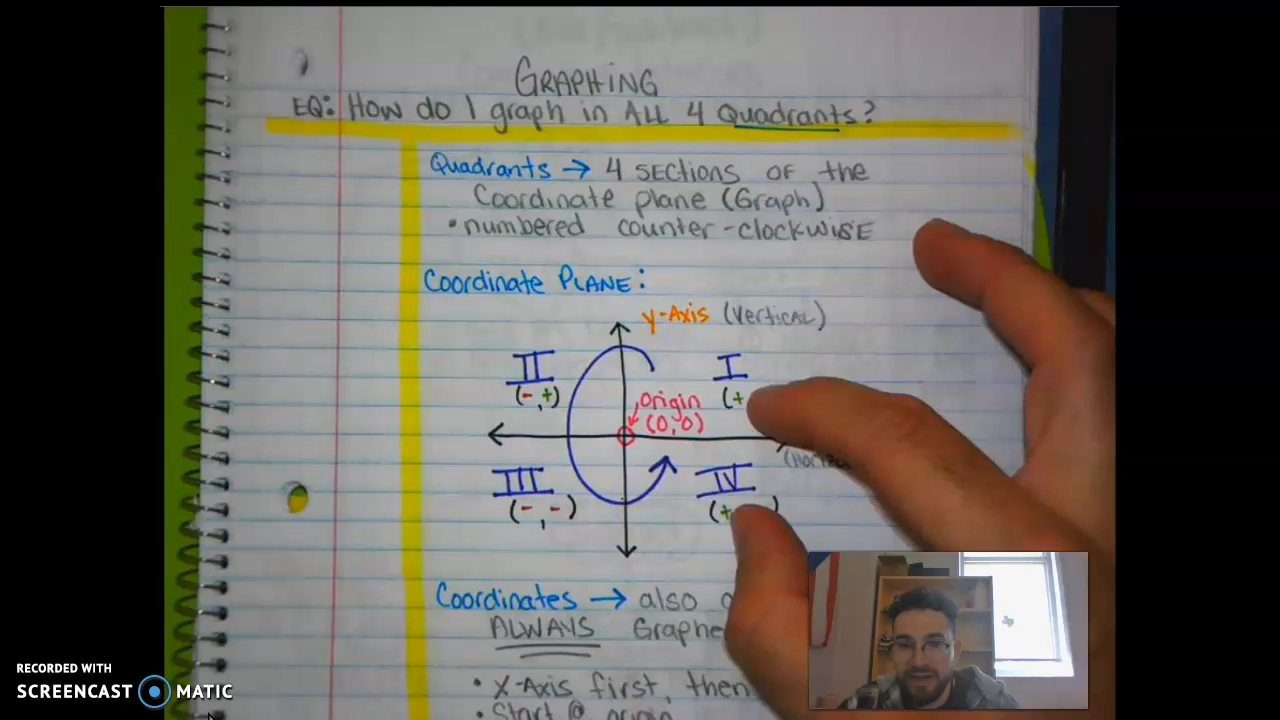 GRAPHING
EQ: How do I graph in ALL 4 Quadrants?
Quadrants → 4 SECTIONS OF the
Coordinate plane (Graph)
• numbered counter-clockwise
Coordinate PLANE:
y-Axis (VERTICAL)
II
I
(-,+)
(+
Origin
(0,0)
III
IV
(-,-)
(+
)
Coordinates → also
ALWAYS
• X-Axis first, then
• Start @ origin
RECORDED WITH
SCREENCAST MATIC